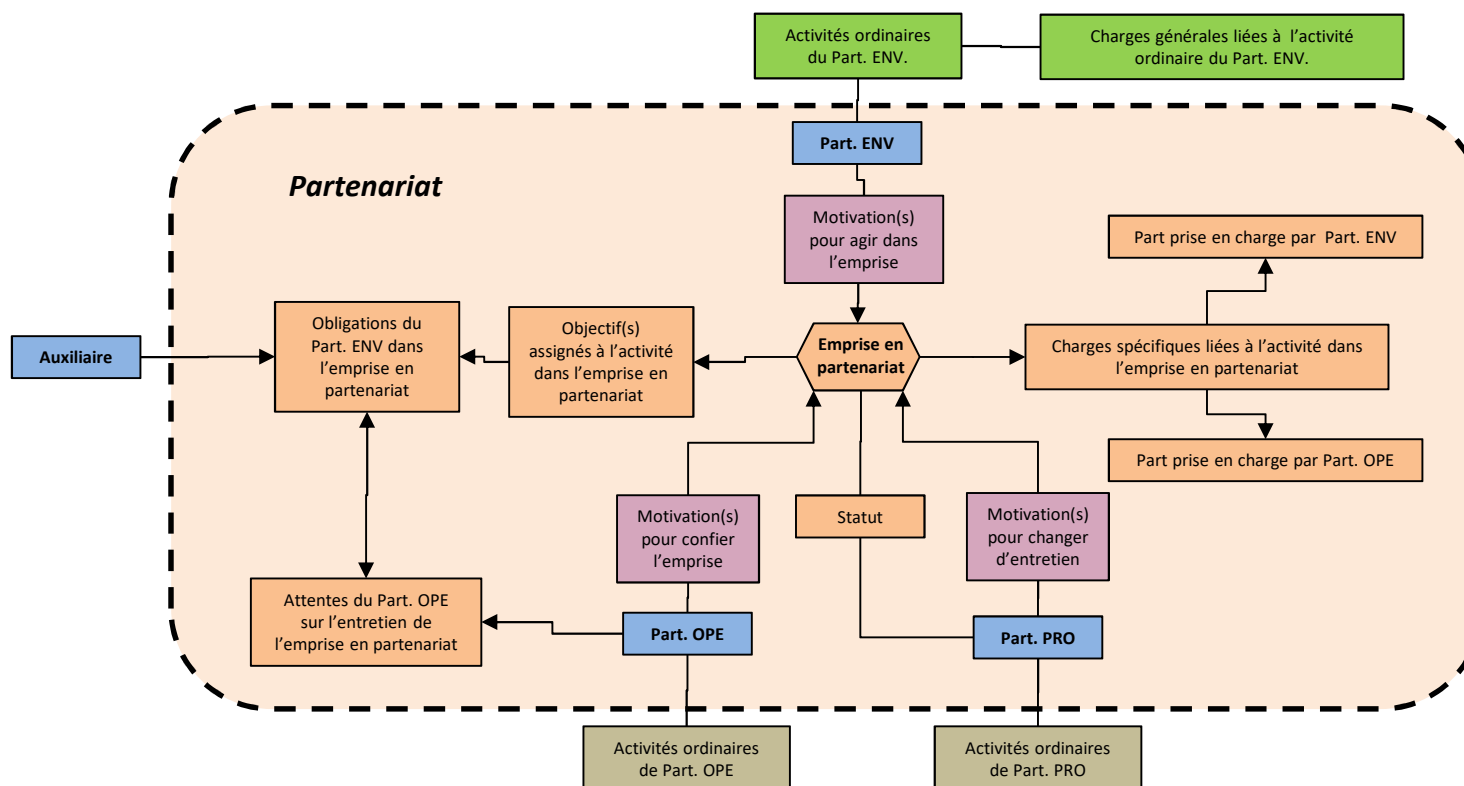 Activités ordinaires
du Part. ENV.
Charges générales liées à l’activité
ordinaire du Part. ENV.
Part. ENV
Partenariat
Motivation(s)
pour agir dans
l’emprise
Part prise en charge par Part. ENV
Auxiliaire
Obligations du
Part. ENV dans
l’emprise en
partenariat
Objectif(s)
assignés à l’activité
dans l’emprise en
partenariat
Emprise en
partenariat
Charges spécifiques liées à l’activité dans
l’emprise en partenariat
Part prise en charge par Part. OPE
Motivation(s)
pour confier
l’emprise
Statut
Motivation(s)
pour changer
d’entretien
Attentes du Part. OPE
sur l’entretien de
l’emprise en partenariat
Part. OPE
Part. PRO
Activités ordinaires
de Part. OPE
Activités ordinaires
de Part. PRO